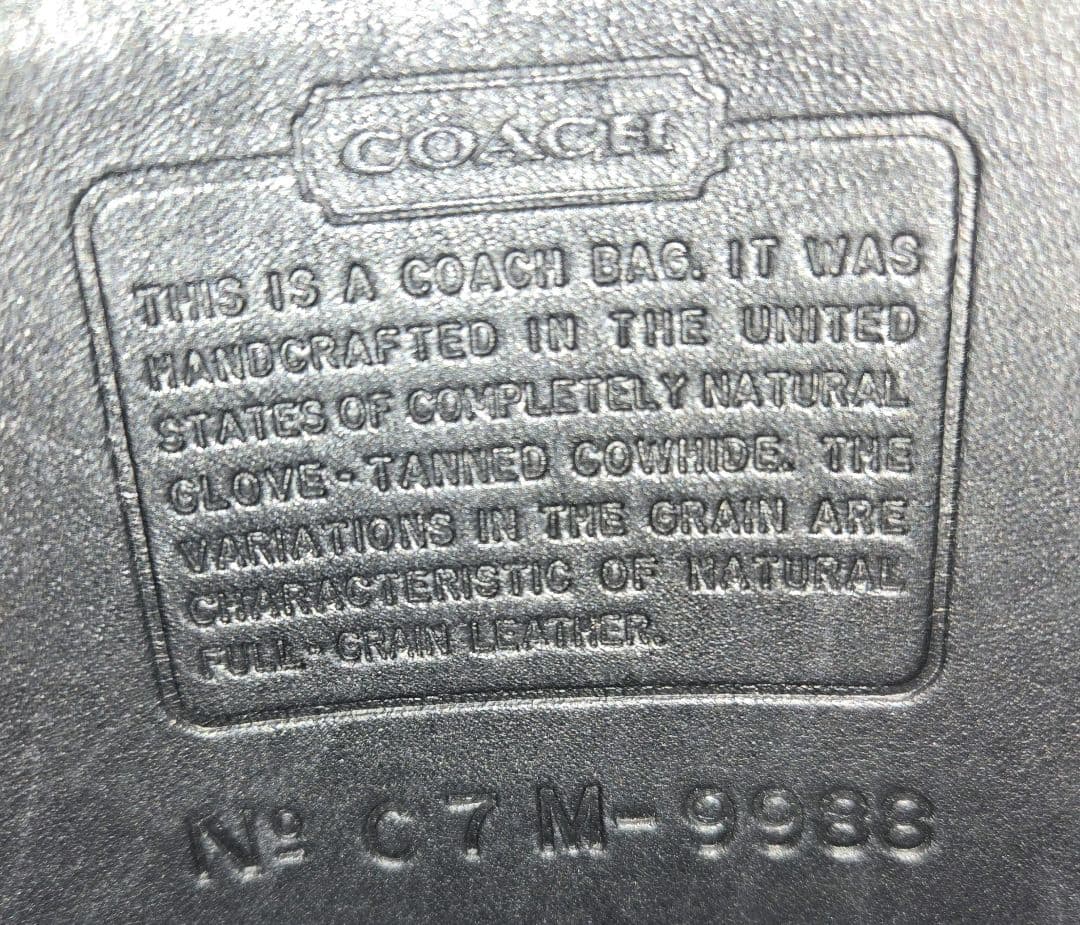 COACH
THIS IS A COACH BAG. IT WAS
HANDCRAFTED IN THE UNITED
STATES OF COMPLETELY NATURAL
GLOVE-TANNED COWHIDE. THE
VARIATIONS IN THE GRAIN ARE
CHARACTERISTIC OF NATURAL
FULL-GRAIN LEATHER.
Nº C7M-9988